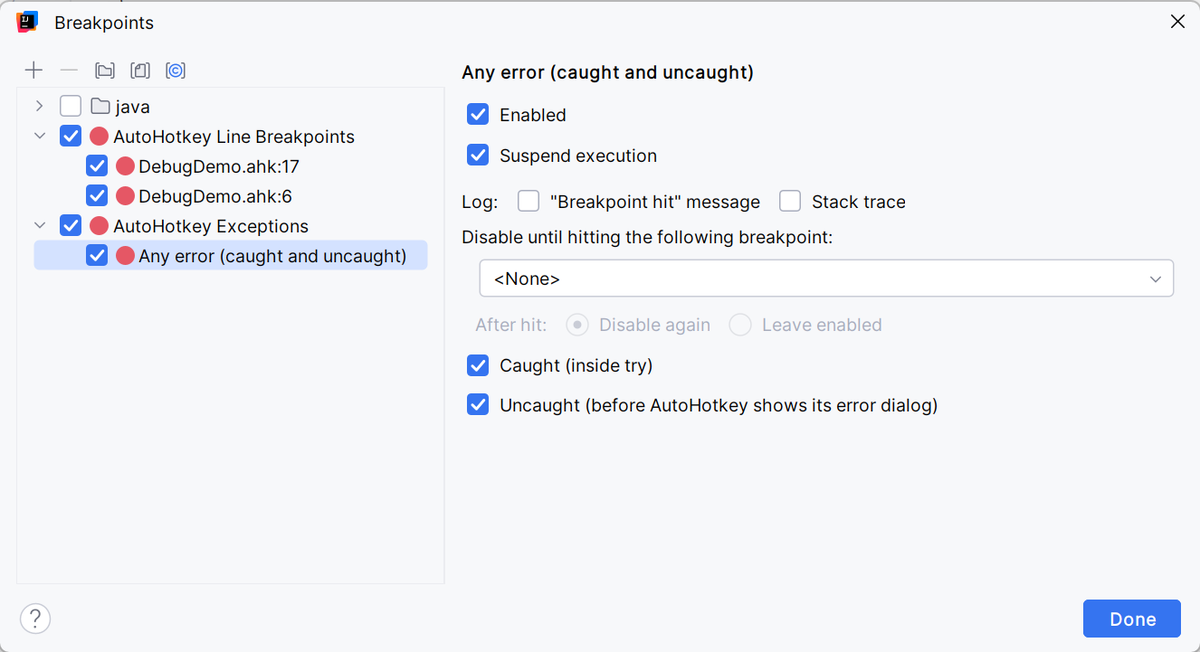 Breakpoints
java
AutoHotkey Line Breakpoints
DebugDemo.ahk:17
DebugDemo.ahk:6
AutoHotkey Exceptions
Any error (caught and uncaught)
Any error (caught and uncaught)
Enabled
Suspend execution
Log: "Breakpoint hit" message Stack trace
Disable until hitting the following breakpoint:
<None>
After hit: Disable again Leave enabled
Caught (inside try)
Uncaught (before AutoHotkey shows its error dialog)
?
Done